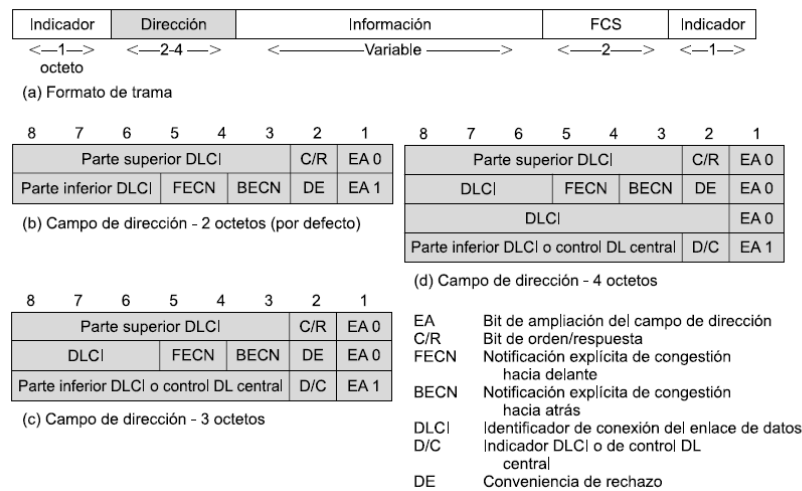 Indicador Dirección Información FCS Indicador
<—1—> <—2-4 —> <————Variable ————> <——2——> <—1—>
octeto
(a) Formato de trama
8 7 6 5 4 3 2 1
Parte superior DLCI C/R EA 0
Parte inferior DLCI FECN BECN DE EA 1
(b) Campo de dirección - 2 octetos (por defecto)
8 7 6 5 4 3 2 1
Parte superior DLCI C/R EA 0
DLCI FECN BECN DE EA 0
DLCI EA 0
Parte inferior DLCI o control DL central D/C EA 1
(d) Campo de dirección - 4 octetos
8 7 6 5 4 3 2 1
Parte superior DLCI C/R EA 0
DLCI FECN BECN DE EA 0
Parte inferior DLCI o control DL central D/C EA 1
(c) Campo de dirección - 3 octetos
EA Bit de ampliación del campo de dirección
C/R Bit de orden/respuesta
FECN Notificación explícita de congestión
hacia delante
BECN Notificación explícita de congestión
hacia atrás
DLCI Identificador de conexión del enlace de datos
D/C Indicador DLCI o de control DL
central
DE Conveniencia de rechazo